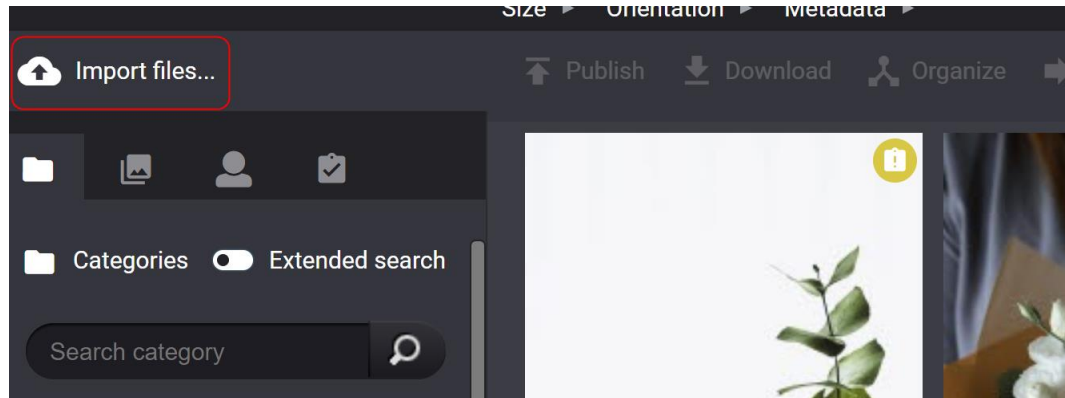 Size Orientation Metadata
Import files...
Publish Download Organize
Categories Extended search
Search category